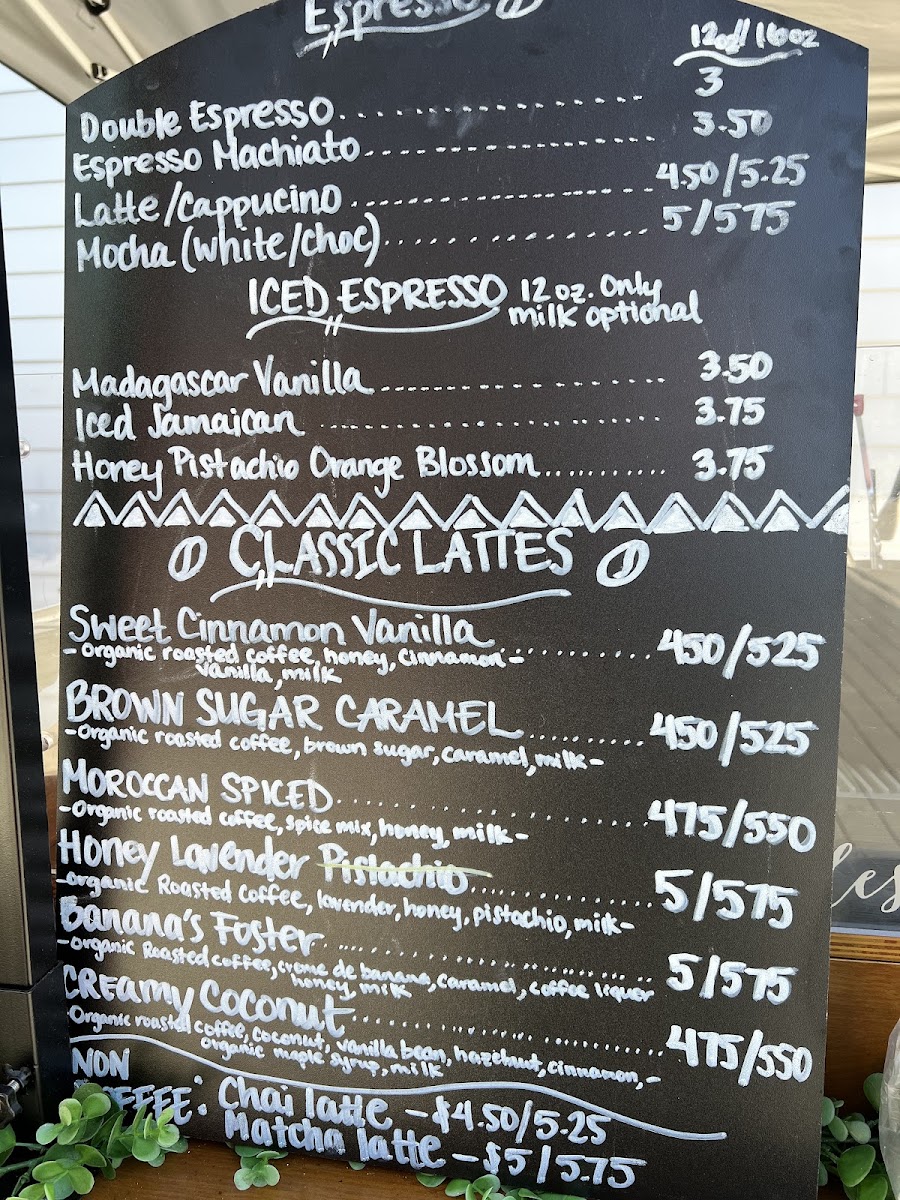 Espresso
12oz/16oz
Double Espresso.......................... 3
Espresso Machiato.......................... 3.50
Latte/Cappucino.......................... 4.50/5.25
Mocha (white/choc).......................... 5/575
ICED ESPRESSO 12 oz. Only
milk optional
Madagascar Vanilla.......................... 3.50
Iced Jamaican.......................... 3.75
Honey Pistachio Orange Blossom........... 3.75
CLASSIC LATTES
Sweet Cinnamon Vanilla........... 450/525
-Organic roasted coffee, honey, cinnamon-
vanilla, milk
BROWN SUGAR CARAMEL........... 450/525
-Organic roasted coffee, brown sugar, caramel, milk-
MOROCCAN SPICED.......................... 475/550
-Organic roasted coffee, spice mix, honey, milk-
Honey Lavender Pistachio........... 5/575
-Organic Roasted coffee, lavender, honey, pistachio, milk-
Banana's Foster.......................... 5/575
-Organic Roasted coffee, creme de banana, caramel, coffee liquer
honey, milk
CREamy Coconut.......................... 475/550
-Organic roasted coffee, coconut, vanilla bean, hazelnut, cinnamon,-
organic maple syrup, milk
NON
Chai latte - $4.50/5.25
Matcha latte - $5/5.75